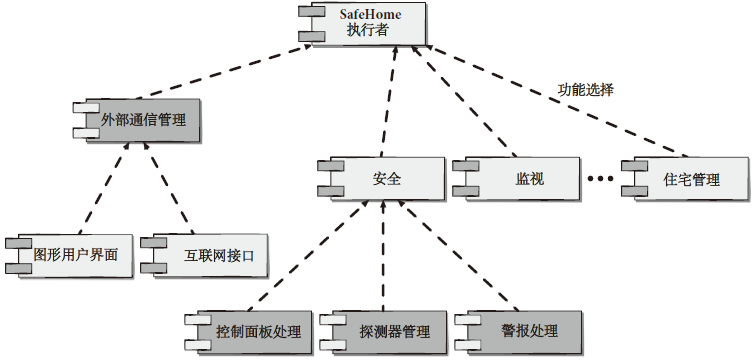 SafeHome
执行者
功能选择
外部通信管理
安全
监视
住宅管理
图形用户界面
互联网接口
控制面板处理
探测器管理
警报处理